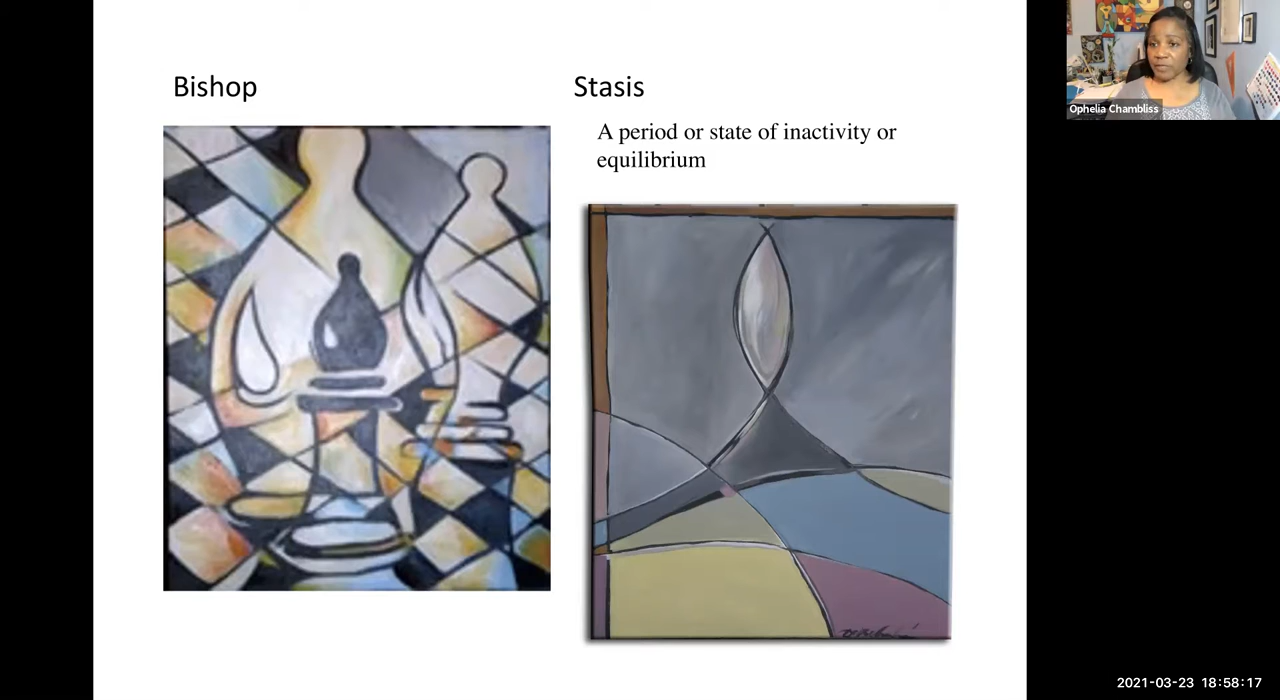 Bishop
Stasis
A period or state of inactivity or
equilibrium
Ophelia Chambliss
2021-03-23 18:58:17